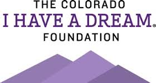 THE COLORADO
I HAVE A DREAM®
FOUNDATION